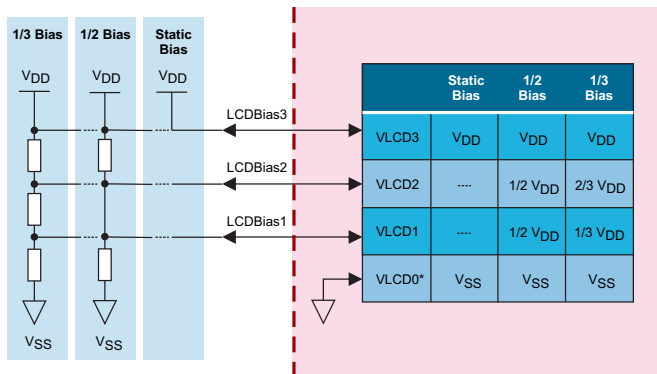 1/3 Bias 1/2 Bias Static Bias
VDD VDD VDD
LCDBias3
LCDBias2
LCDBias1
VSS VSS
Static Bias 1/2 Bias 1/3 Bias
VLCD3 VDD VDD VDD
VLCD2 ---- 1/2 VDD 2/3 VDD
VLCD1 ---- 1/2 VDD 1/3 VDD
VLCD0* VSS VSS VSS